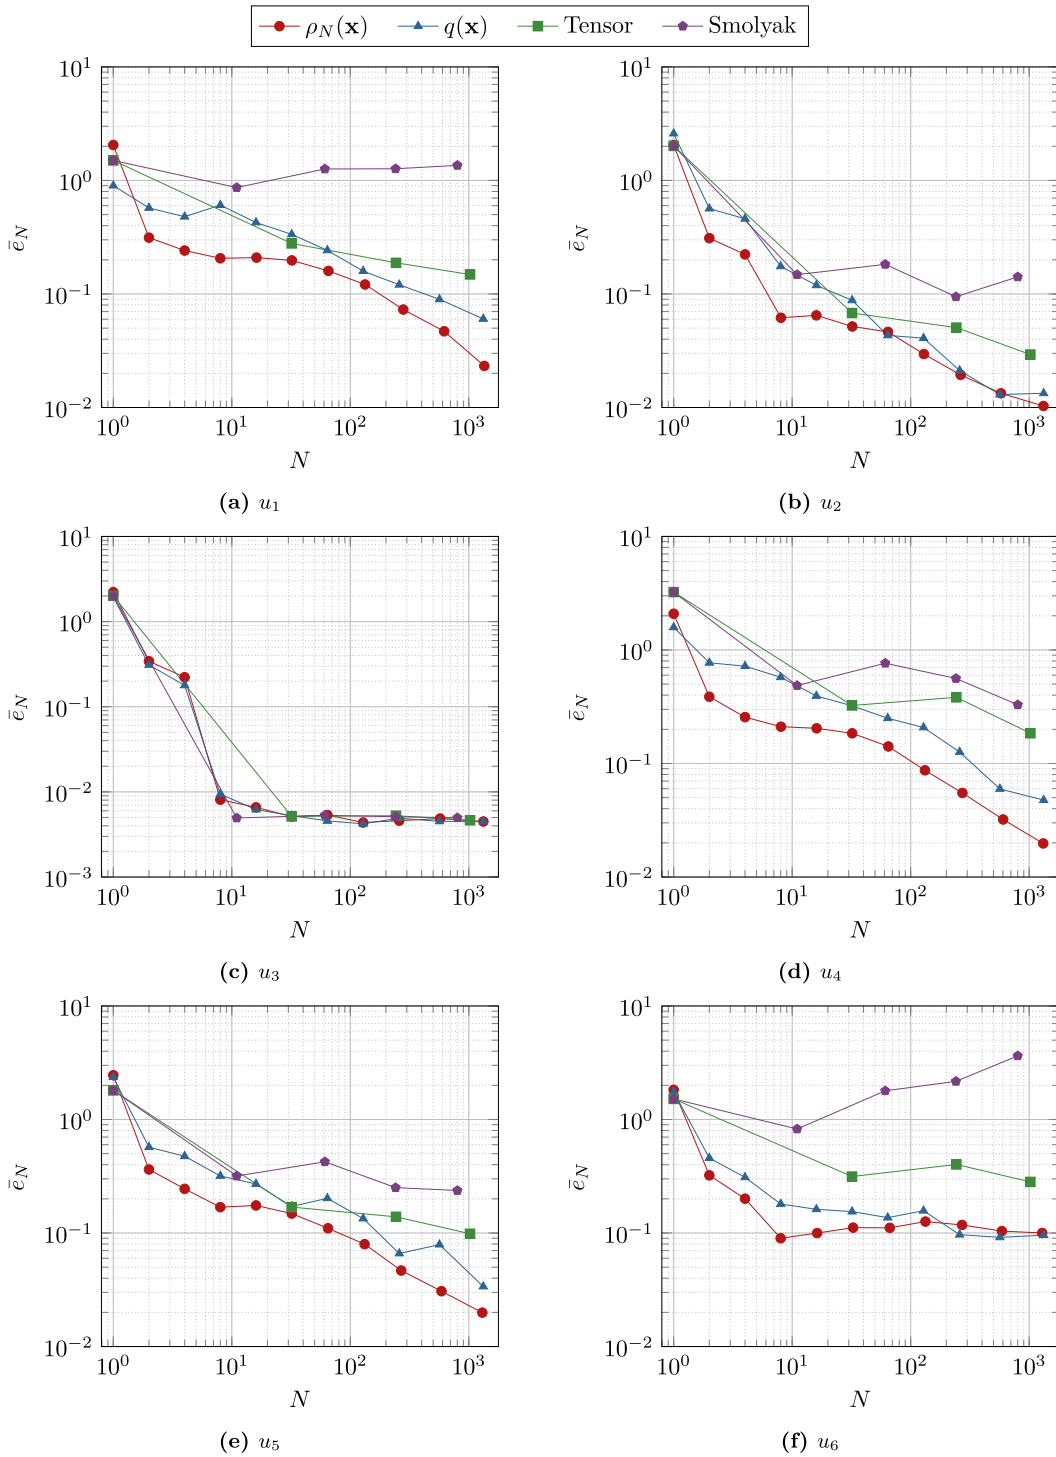 ρ_N(𝐱) q(𝐱) Tensor Smolyak
10^1 10^1
10^0 10^0
ē_N ē_N
10^−1 10^−1
10^−2 10^−2
10^0 10^1 10^2 10^3 10^0 10^1 10^2 10^3
N N
(a) u_1 (b) u_2
10^1 10^1
10^0
10^0
ē_N ē_N
10^−1
10^−1
10^−2
10^−3 10^−2
10^0 10^1 10^2 10^3 10^0 10^1 10^2 10^3
N N
(c) u_3 (d) u_4
10^1 10^1
10^0 10^0
ē_N ē_N
10^−1 10^−1
10^−2 10^−2
10^0 10^1 10^2 10^3 10^0 10^1 10^2 10^3
N N
(e) u_5 (f) u_6